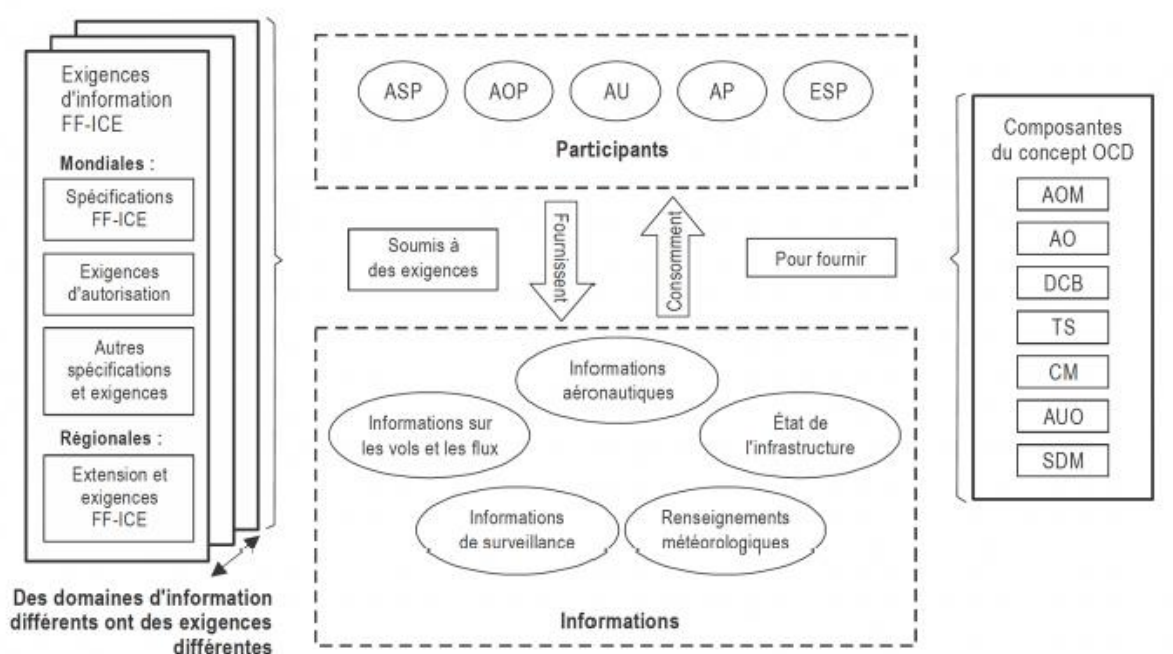 Exigences
d'information
FF-ICE
Mondiales :
Spécifications
FF-ICE
Exigences
d'autorisation
Autres
spécifications
et exigences
Régionales :
Extension et
exigences
FF-ICE
Des domaines d'information
différents ont des exigences
différentes
ASP
AOP
AU
AP
ESP
Participants
Soumis à
des exigences
Fournissent
Consomment
Pour fournir
Informations
aéronautiques
Informations sur
les vols et les flux
État de
l'infrastructure
Informations
de surveillance
Renseignements
météorologiques
Informations
Composantes
du concept OCD
AOM
AO
DCB
TS
CM
AUO
SDM